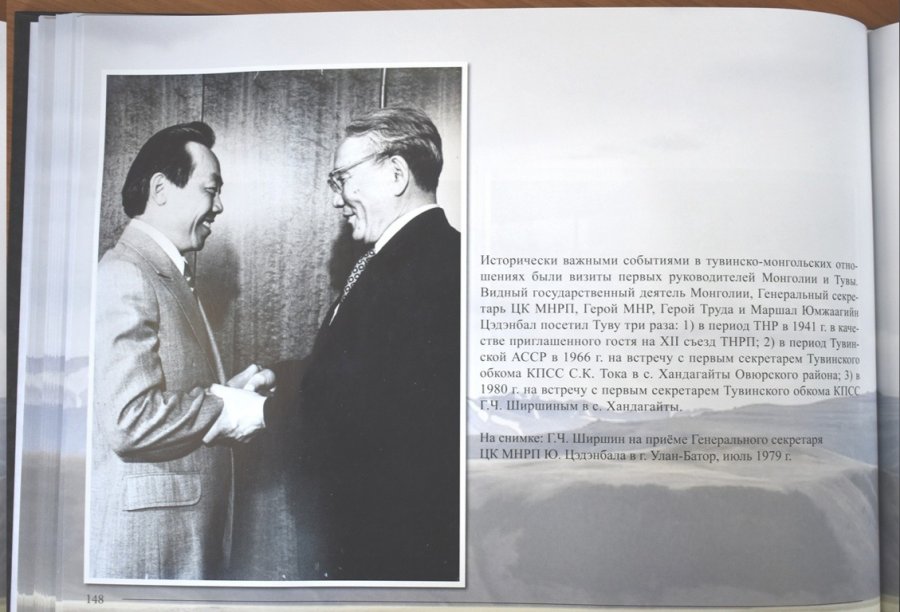 Исторически важными событиями в тувинско-монгольских отно-
шениях были визиты первых руководителей Монголии и Тувы.
Видный государственный деятель Монголии, Генеральный секре-
тарь ЦК МНРП, Герой МНР, Герой Труда и Маршал Юмжаагийн
Цэдэнбал посетил Туву три раза: 1) в период ТНР в 1941 г. в каче-
стве приглашенного гостя на XII съезд ТНРП; 2) в период Тувин-
ской АССР в 1966 г. на встречу с первым секретарем Тувинского
обкома КПСС С.К. Тока в с. Хандагайты Овюрского района; 3) в
1980 г. на встречу с первым секретарем Тувинского обкома КПСС
Г.Ч. Ширшиным в с. Хандагайты.
На снимке: Г.Ч. Ширшин на приёме Генерального секретаря
ЦК МНРП Ю. Цэдэнбала в г. Улан-Батор, июль 1979 г.
148